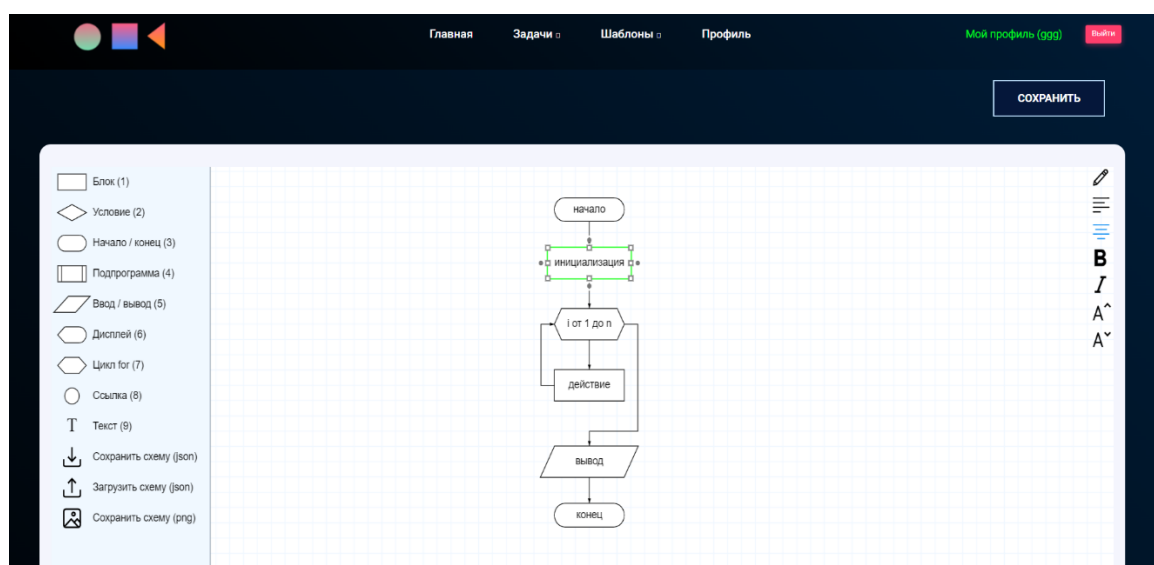 Главная Задачи Шаблоны Профиль Мой профиль (ggg) Выйти
СОХРАНИТЬ
Блок (1)
Условие (2)
Начало / конец (3)
Подпрограмма (4)
Ввод / вывод (5)
Дисплей (6)
Цикл for (7)
Ссылка (8)
T Текст (9)
Сохранить схему (json)
Загрузить схему (json)
Сохранить схему (png)
начало
инициализация
i от 1 до n
действие
вывод
конец
B
I
A^
A˅